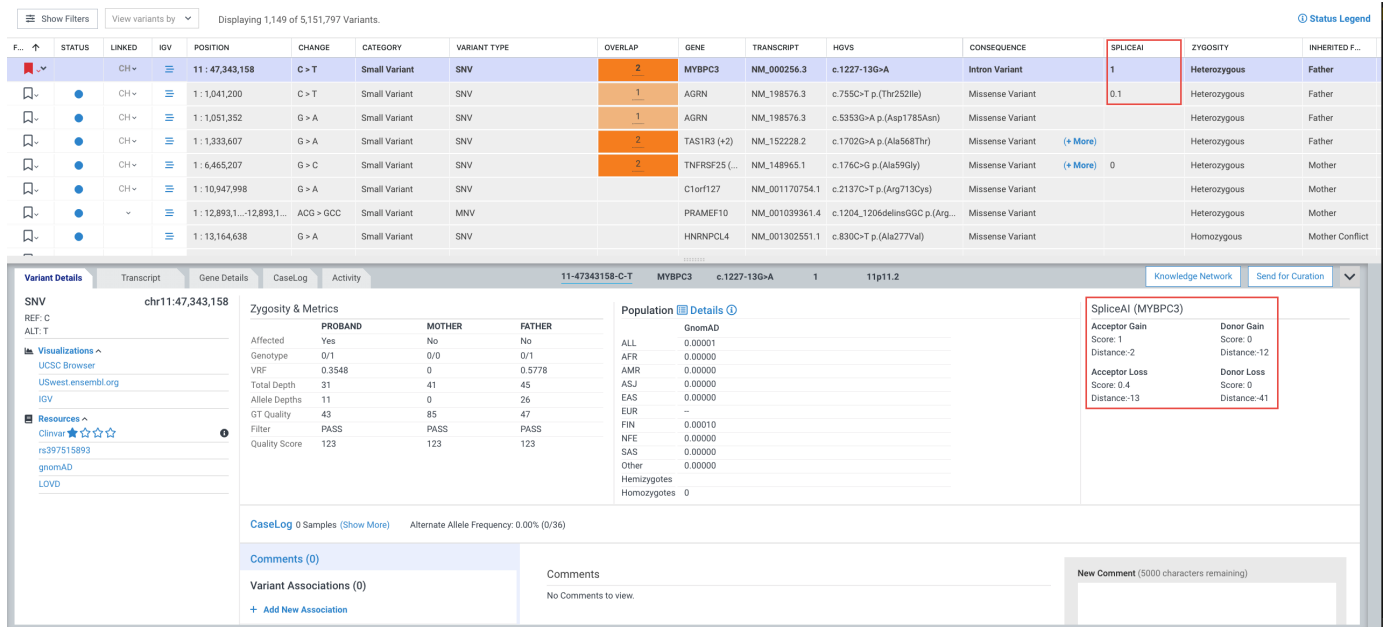 Show Filters View variants by Displaying 1,149 of 5,151,797 Variants. Status Legend
F... STATUS LINKED IGV POSITION CHANGE CATEGORY VARIANT TYPE OVERLAP GENE TRANSCRIPT HGVS CONSEQUENCE SPLICEAI ZYGOSITY INHERITED F...
CH 11 : 47,343,158 C > T Small Variant SNV 2 MYBPC3 NM_000256.3 c.1227-13G>A Intron Variant 1 Heterozygous Father
CH 1 : 1,041,200 C > T Small Variant SNV 1 AGRN NM_198576.3 c.755C>T p.(Thr252Ile) Missense Variant 0.1 Heterozygous Father
CH 1 : 1,051,352 G > A Small Variant SNV 1 AGRN NM_198576.3 c.5353G>A p.(Asp1785Asn) Missense Variant Heterozygous Father
CH 1 : 1,333,607 G > A Small Variant SNV 2 TAS1R3 (+2) NM_152228.2 c.1702G>A p.(Ala568Thr) Missense Variant (+ More) Heterozygous Father
CH 1 : 6,465,207 G > C Small Variant SNV 2 TNFRSF25 (... NM_148965.1 c.176C>G p.(Ala59Gly) Missense Variant (+ More) 0 Heterozygous Mother
CH 1 : 10,947,998 G > A Small Variant SNV C1orf127 NM_001170754.1 c.2137C>T p.(Arg713Cys) Missense Variant Heterozygous Mother
1 : 12,893,1...-12,893,1... ACG > GCC Small Variant MNV PRAMEF10 NM_001039361.4 c.1204_1206delinsGGC p.(Arg... Missense Variant Heterozygous Mother
1 : 13,164,638 G > A Small Variant SNV HNRNPCL4 NM_001302551.1 c.830C>T p.(Ala277Val) Missense Variant Homozygous Mother Conflict
Variant Details Transcript Gene Details CaseLog Activity 11-47343158-C-T MYBPC3 c.1227-13G>A 1 11p11.2 Knowledge Network Send for Curation
SNV chr11:47,343,158
REF: C
ALT: T
Visualizations
UCSC Browser
USwest.ensembl.org
IGV
Resources
Clinvar
rs397515893
gnomAD
LOVD
Zygosity & Metrics
PROBAND MOTHER FATHER
Affected Yes No No
Genotype 0/1 0/0 0/1
VRF 0.3548 0 0.5778
Total Depth 31 41 45
Allele Depths 11 0 26
GT Quality 43 85 47
Filter PASS PASS PASS
Quality Score 123 123 123
Population Details
GnomAD
ALL 0.00001
AFR 0.00000
AMR 0.00000
ASJ 0.00000
EAS 0.00000
EUR –
FIN 0.00010
NFE 0.00000
SAS 0.00000
Other 0.00000
Hemizygotes
Homozygotes 0
SpliceAI (MYBPC3)
Acceptor Gain Donor Gain
Score: 1 Score: 0
Distance:-2 Distance:-12
Acceptor Loss Donor Loss
Score: 0.4 Score: 0
Distance:-13 Distance:-41
CaseLog 0 Samples (Show More) Alternate Allele Frequency: 0.00% (0/36)
Comments (0)
Variant Associations (0)
+ Add New Association
Comments
No Comments to view.
New Comment (5000 characters remaining)